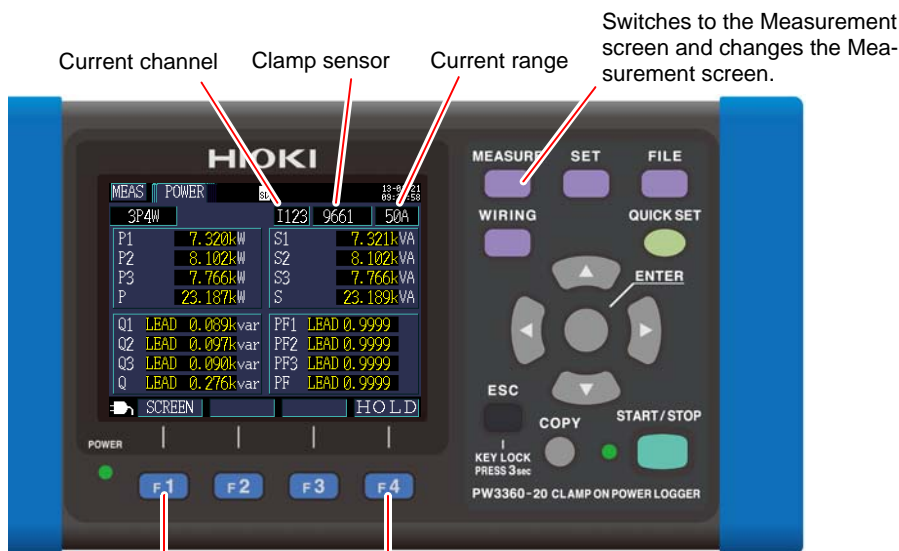 Switches to the Measurement
screen and changes the Mea-
surement screen.
Current channel Clamp sensor Current range
HIOKI
MEASURE SET FILE
MEAS POWER
3P4W I123 9661 50A
WIRING QUICK SET
P1 7.320kW S1 7.321kVA
P2 8.102kW S2 8.102kVA
P3 7.766kW S3 7.766kVA
P 23.187kW S 23.189kVA
ENTER
Q1 LEAD 0.089kvar PF1 LEAD 0.9999
Q2 LEAD 0.097kvar PF2 LEAD 0.9999
Q3 LEAD 0.090kvar PF3 LEAD 0.9999
Q LEAD 0.276kvar PF LEAD 0.9999
SCREEN HOLD
ESC
COPY START/STOP
POWER
KEY LOCK
PRESS 3sec
F1 F2 F3 F4
PW3360-20 CLAMP ON POWER LOGGER